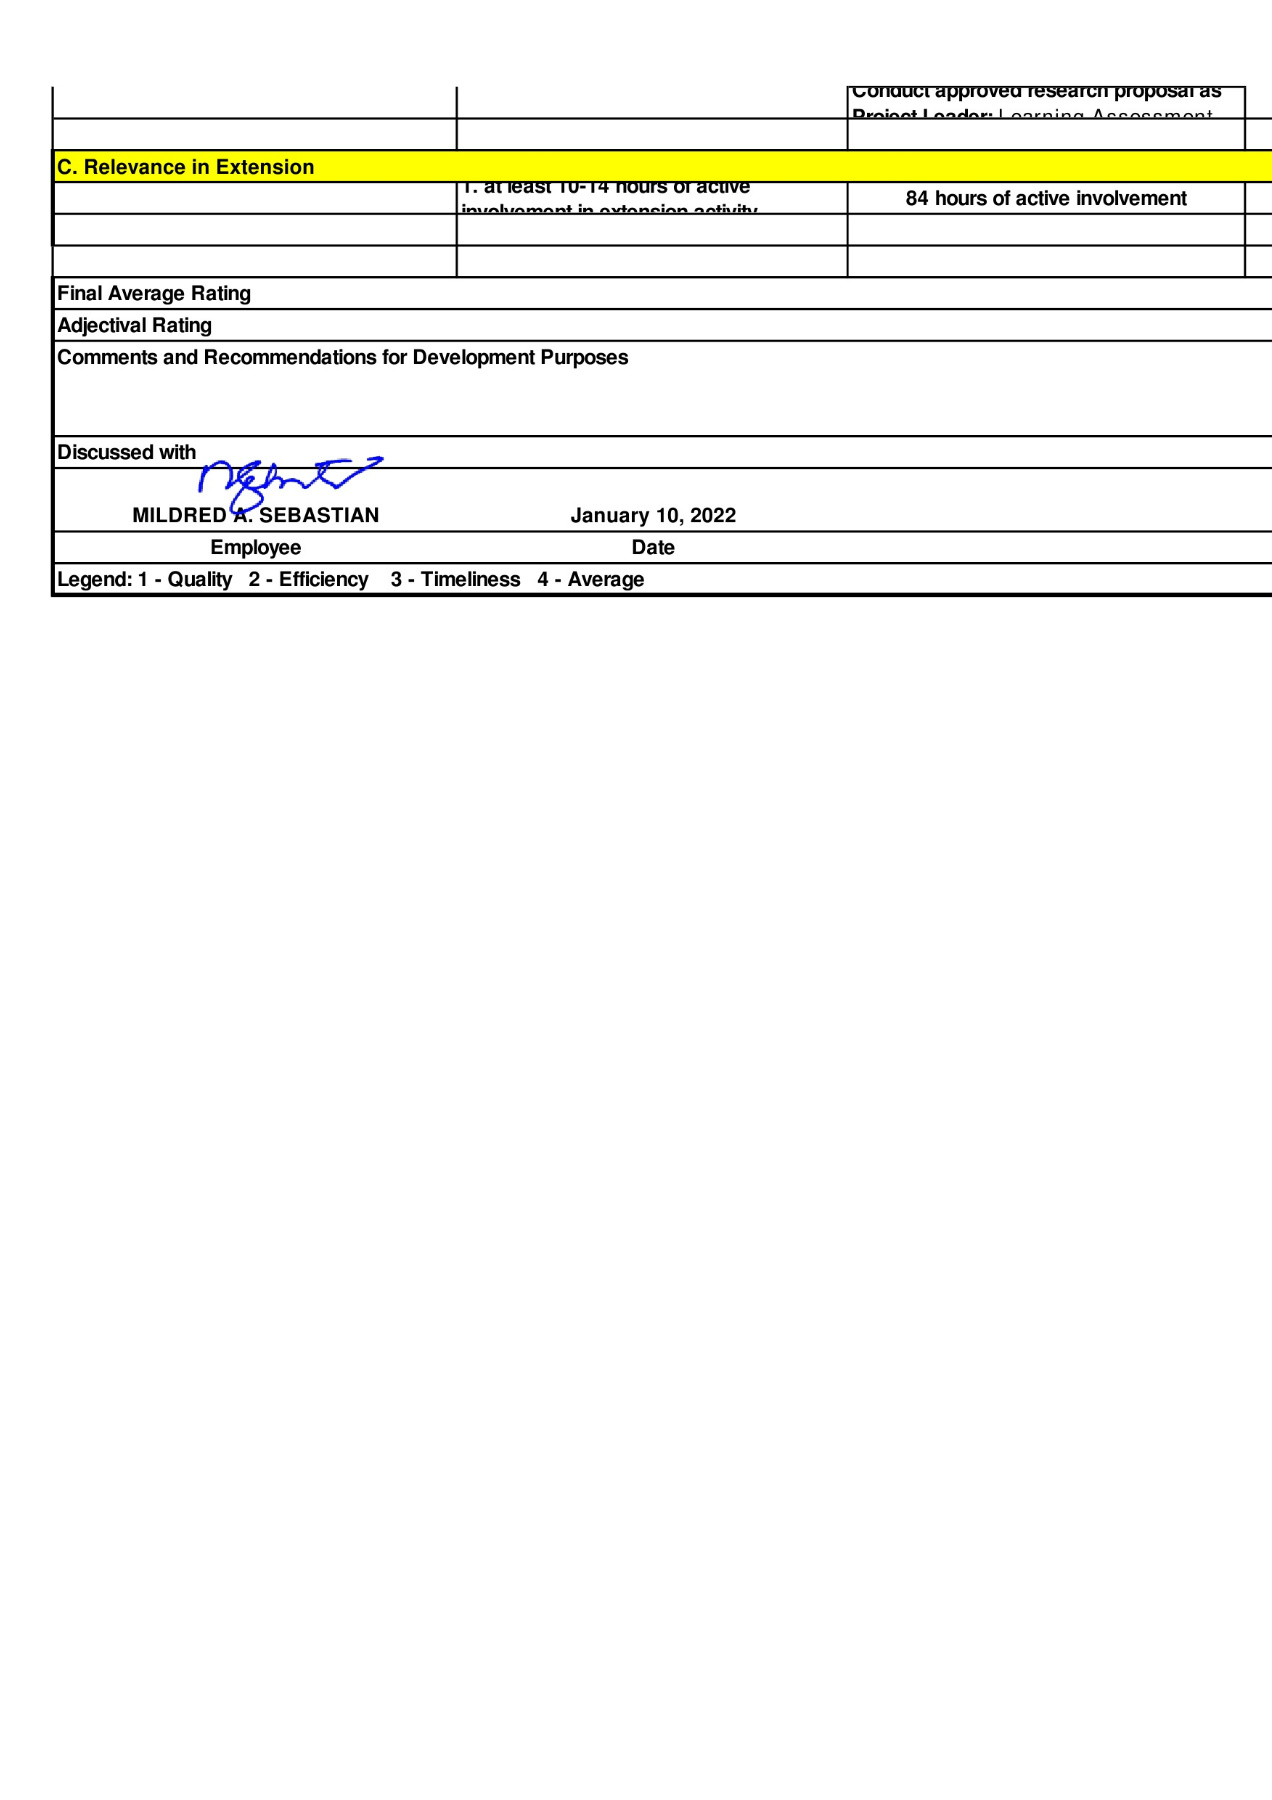 Conduct approved research proposal as
Project Leader: Learning Assessment
C. Relevance in Extension
1. at least 10-14 hours of active
involvement in extension activity
84 hours of active involvement
Final Average Rating
Adjectival Rating
Comments and Recommendations for Development Purposes
Discussed with
MILDRED A. SEBASTIAN January 10, 2022
Employee Date
Legend: 1 - Quality 2 - Efficiency 3 - Timeliness 4 - Average